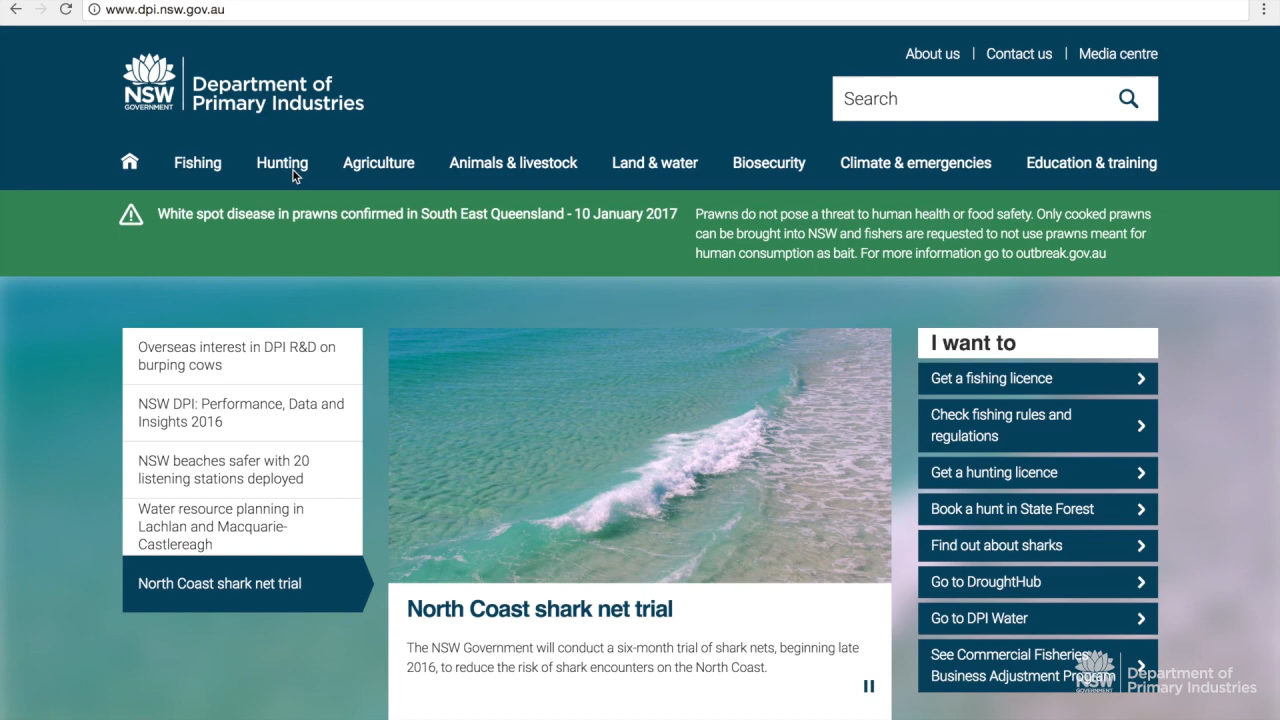 www.dpi.nsw.gov.au
About us | Contact us | Media centre
NSW
GOVERNMENT
Department of
Primary Industries
Search
Fishing Hunting Agriculture Animals & livestock Land & water Biosecurity Climate & emergencies Education & training
White spot disease in prawns confirmed in South East Queensland - 10 January 2017
Prawns do not pose a threat to human health or food safety. Only cooked prawns
can be brought into NSW and fishers are requested to not use prawns meant for
human consumption as bait. For more information go to outbreak.gov.au
Overseas interest in DPI R&D on
burping cows
NSW DPI: Performance, Data and
Insights 2016
NSW beaches safer with 20
listening stations deployed
Water resource planning in
Lachlan and Macquarie-
Castlereagh
North Coast shark net trial
North Coast shark net trial
The NSW Government will conduct a six-month trial of shark nets, beginning late
2016, to reduce the risk of shark encounters on the North Coast.
I want to
Get a fishing licence
Check fishing rules and
regulations
Get a hunting licence
Book a hunt in State Forest
Find out about sharks
Go to DroughtHub
Go to DPI Water
See Commercial Fisheries
Business Adjustment Program
NSW
GOVERNMENT
Department of
Primary Industries